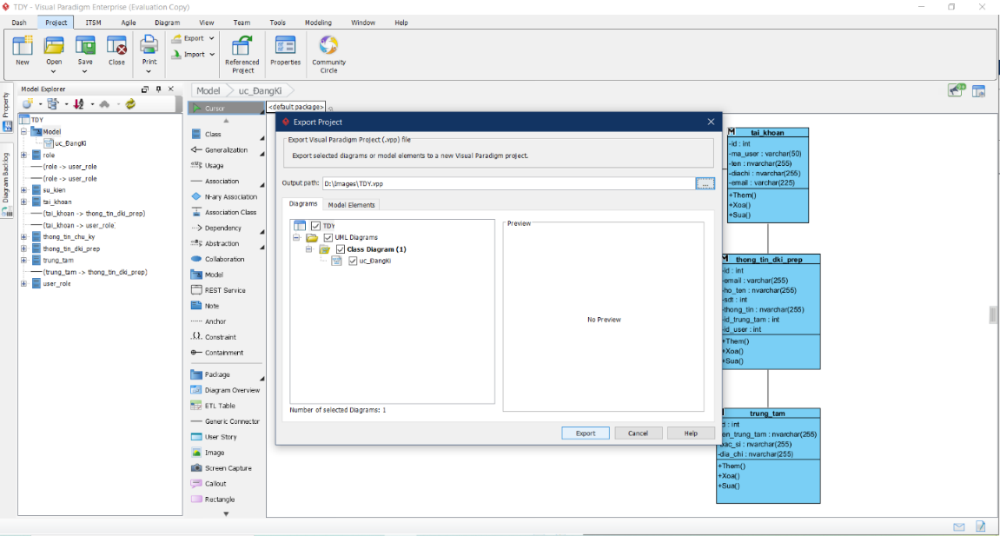 TDY - Visual Paradigm Enterprise (Evaluation Copy)
Dash Project ITSM Agile Diagram View Team Tools Modeling Window Help
New Open Save Close Print Export Import Referenced Project Properties Community Circle
Property
Diagram Backlog
Model Explorer
TDY
Model
uc_ĐangKi
role
(role -> user_role)
(role -> user_role)
su_kien
tai_khoan
(tai_khoan -> thong_tin_dki_prep)
(tai_khoan -> user_role)
thong_tin_chu_ky
thong_tin_dki_prep
trung_tam
(trung_tam -> thong_tin_dki_prep)
user_role
Model uc_ĐangKi
<default package>
Cursor
Class
Generalization
Usage
Association
N-ary Association
Association Class
Dependency
Abstraction
Collaboration
Model
REST Service
Note
Anchor
Constraint
Containment
Package
Diagram Overview
ETL Table
Generic Connector
User Story
Image
Screen Capture
Callout
Rectangle
Export Project
Export Visual Paradigm Project (.vpp) file
Export selected diagrams or model elements to a new Visual Paradigm project.
Output path: D:\Images\TDY.vpp ...
Diagrams Model Elements
TDY
UML Diagrams
Class Diagram (1)
uc_ĐangKi
Preview
No Preview
Number of selected Diagrams: 1
Export Cancel Help
tai_khoan
-id : int
-ma_user : varchar(50)
-ten : nvarchar(255)
-diachi : nvarchar(255)
-email : varchar(225)
+Them()
+Xoa()
+Sua()
thong_tin_dki_prep
-id : int
-email : varchar(255)
-ho_ten : nvarchar(255)
-sdt : int
-thong_tin : nvarchar(255)
-id_trung_tam : int
-id_user : int
+Them()
+Xoa()
+Sua()
trung_tam
id : int
ten_trung_tam : nvarchar(255)
bac_si : nvarchar(255)
-dia_chi : nvarchar(255)
+Them()
+Xoa()
+Sua()